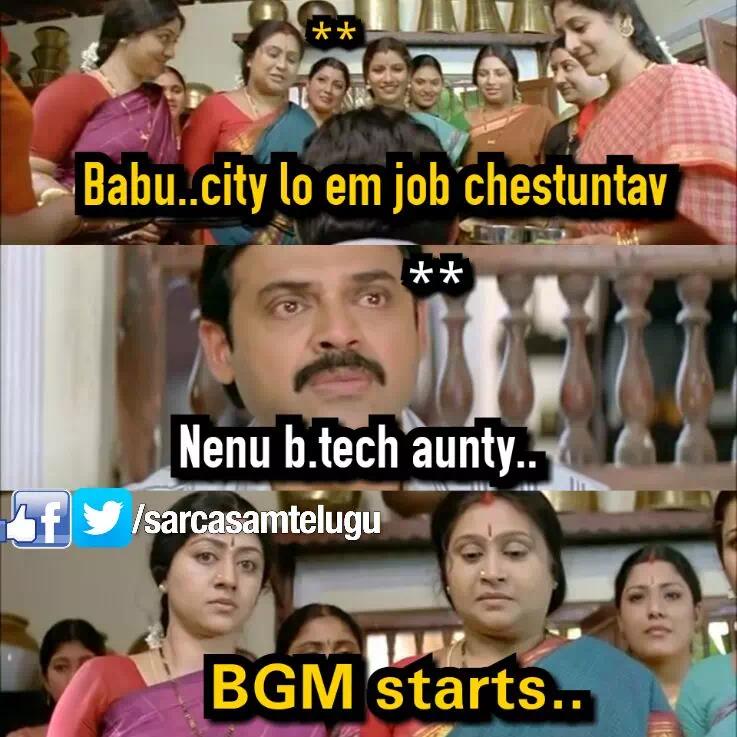 **
Babu..city lo em job chestuntav
**
Nenu b.tech aunty..
f /sarcasamtelugu
BGM starts..